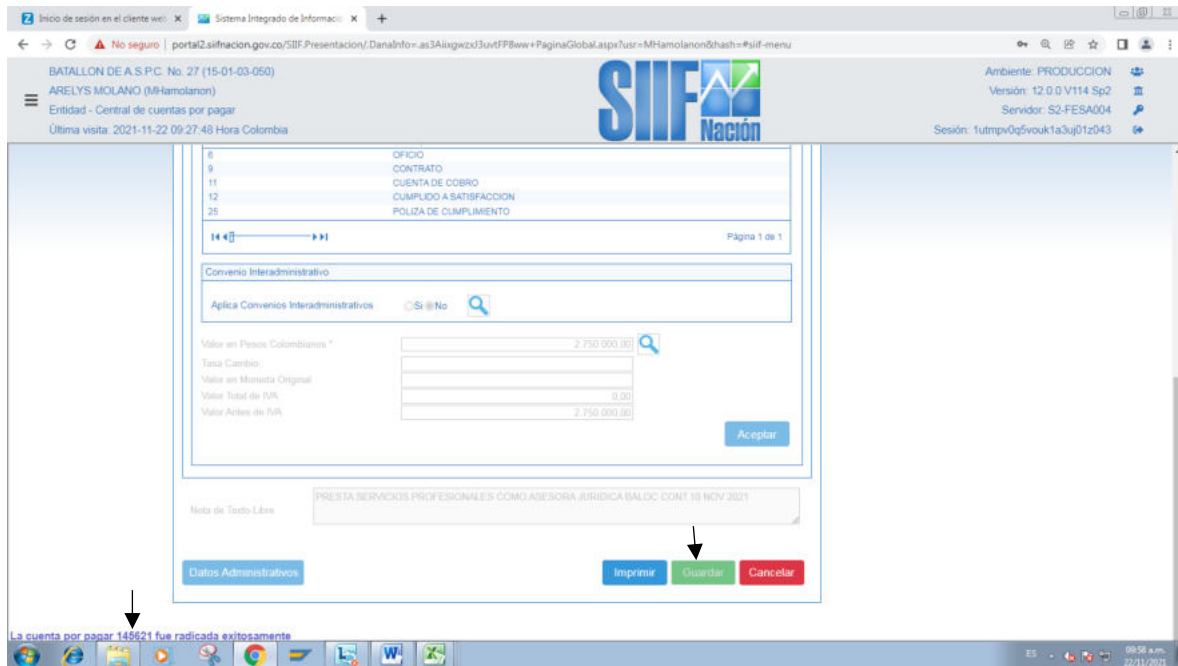 Inicio de sesión en el cliente web
Sistema Integrado de Informació
No seguro | portal2.siifnacion.gov.co/SIIF.Presentacion/,DanaInfo=.as3AiixgwzxJ3uvtFP8ww+PaginaGlobal.aspx?usr=MHamolanon&hash=#siif-menu
BATALLON DE A.S.P.C. No. 27 (15-01-03-050)
ARELYS MOLANO (MHamolanon)
Entidad - Central de cuentas por pagar
Última visita: 2021-11-22 09:27:48 Hora Colombia
SIIF
Nación
Ambiente: PRODUCCION
Versión: 12.0.0 V114 Sp2
Servidor: S2-FESA004
Sesión: 1utmpv0q5vouk1a3uj01z043
6 OFICIO
9 CONTRATO
11 CUENTA DE COBRO
12 CUMPLIDO A SATISFACCION
25 POLIZA DE CUMPLIMIENTO
Página 1 de 1
Convenio Interadministrativo
Aplica Convenios Interadministrativos Si No
Valor en Pesos Colombianos * 2.750.000,00
Tasa Cambio:
Valor en Moneda Original
Valor Total de IVA 0,00
Valor Antes de IVA 2.750.000,00
Aceptar
Nota de Texto Libre
PRESTA SERVICIOS PROFESIONALES COMO ASESORA JURIDICA BALOC CONT 10 NOV 2021
Datos Administrativos
Imprimir
Guardar
Cancelar
La cuenta por pagar 145621 fue radicada exitosamente
ES
09:58 a.m.
22/11/2021